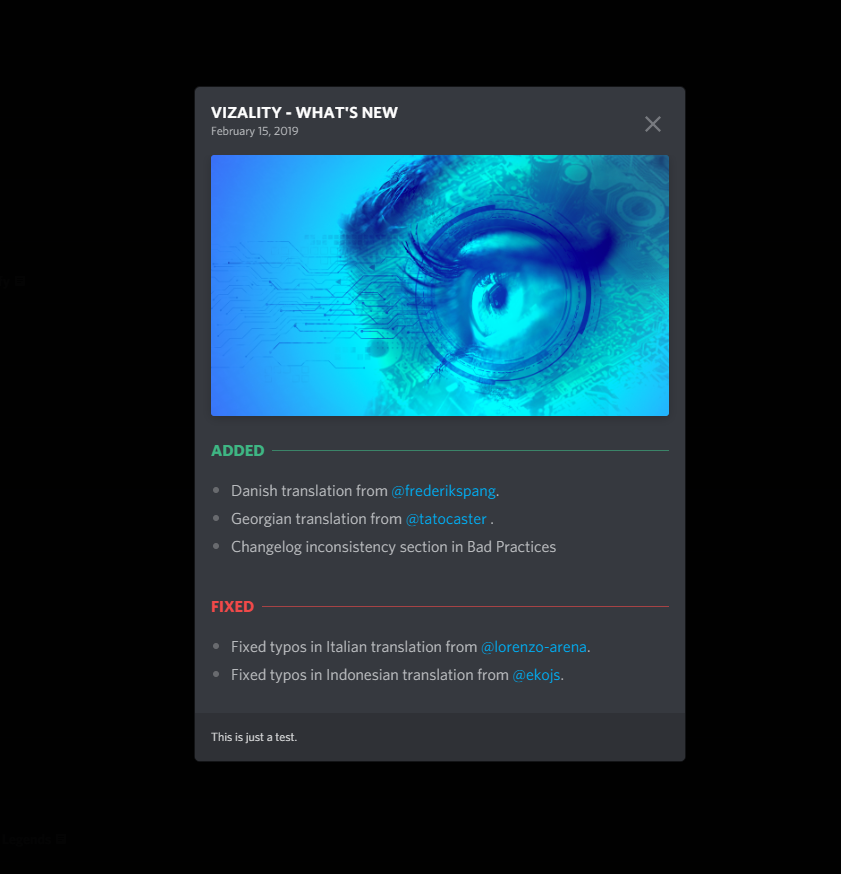 VIZALITY - WHAT'S NEW
February 15, 2019
ADDED
Danish translation from @frederikspang.
Georgian translation from @tatocaster .
Changelog inconsistency section in Bad Practices
FIXED
Fixed typos in Italian translation from @lorenzo-arena.
Fixed typos in Indonesian translation from @ekojs.
This is just a test.